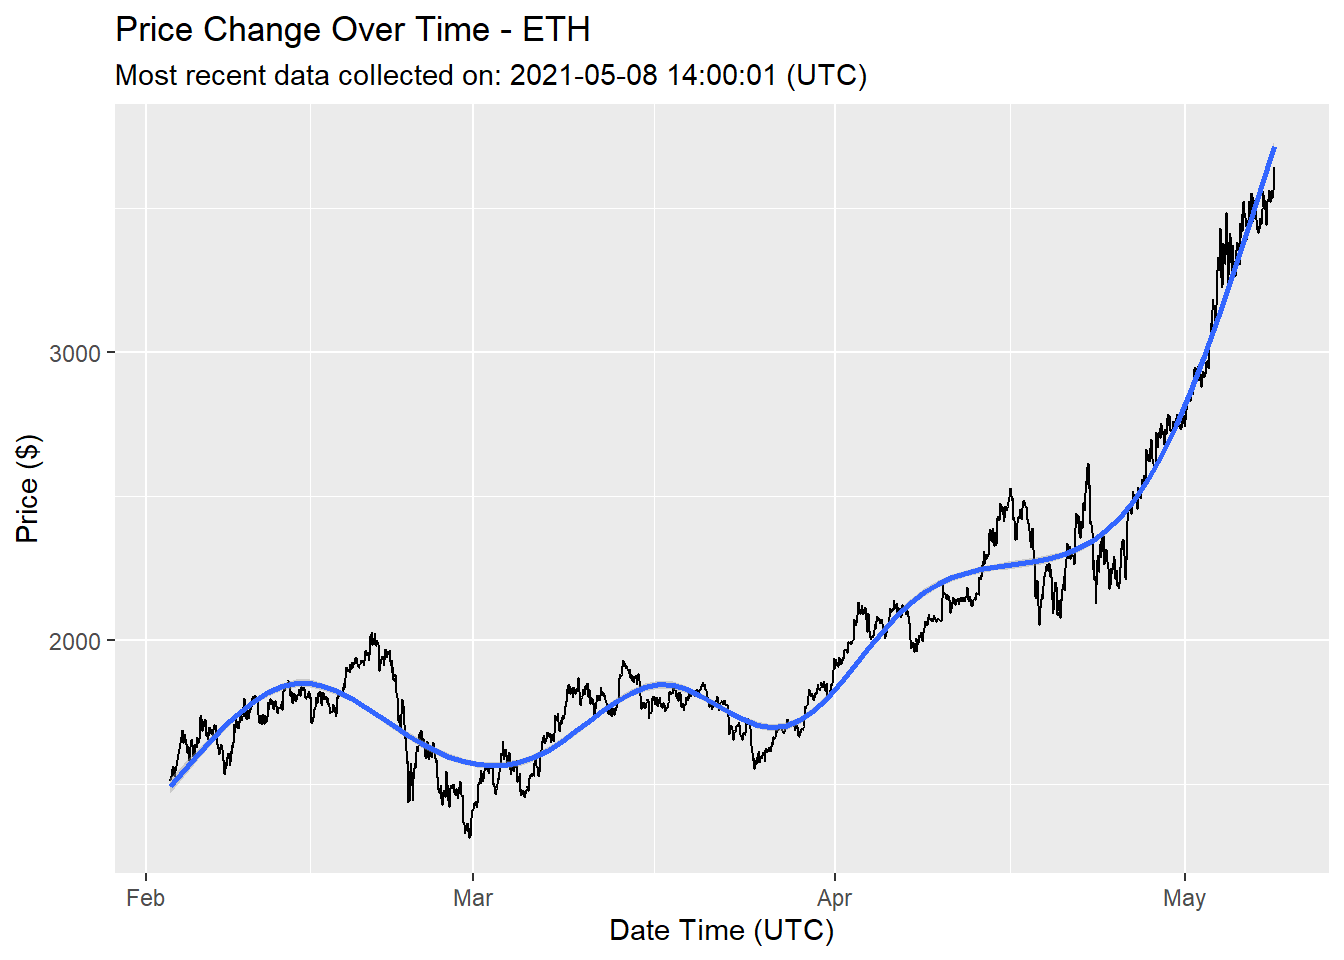 Price Change Over Time - ETH
Most recent data collected on: 2021-05-08 14:00:01 (UTC)
Price ($)
3000
2000
Feb Mar Apr May
Date Time (UTC)